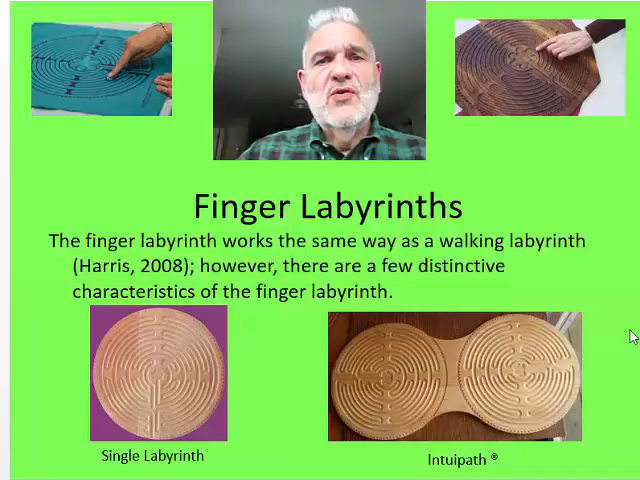 Finger Labyrinths
The finger labyrinth works the same way as a walking labyrinth
(Harris, 2008); however, there are a few distinctive
characteristics of the finger labyrinth.
Single Labyrinth
Intuipath ®